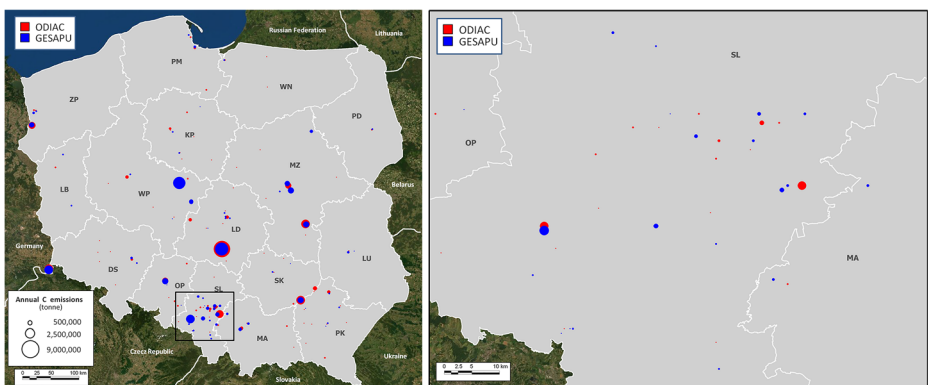 ODIAC
GESAPU
Russian Federation
Lithuania
PM
WN
ZP
PD
KP
MZ
LB
WP
Belarus
LD
Germany
LU
DS
SK
OP
SL
Annual C emissions
(tonne)
500,000
2,500,000
9,000,000
MA
PK
Czecz Republic
Ukraine
Slovakia
0 25 50 100 km
ODIAC
GESAPU
SL
OP
MA
0 2.5 5 10 km